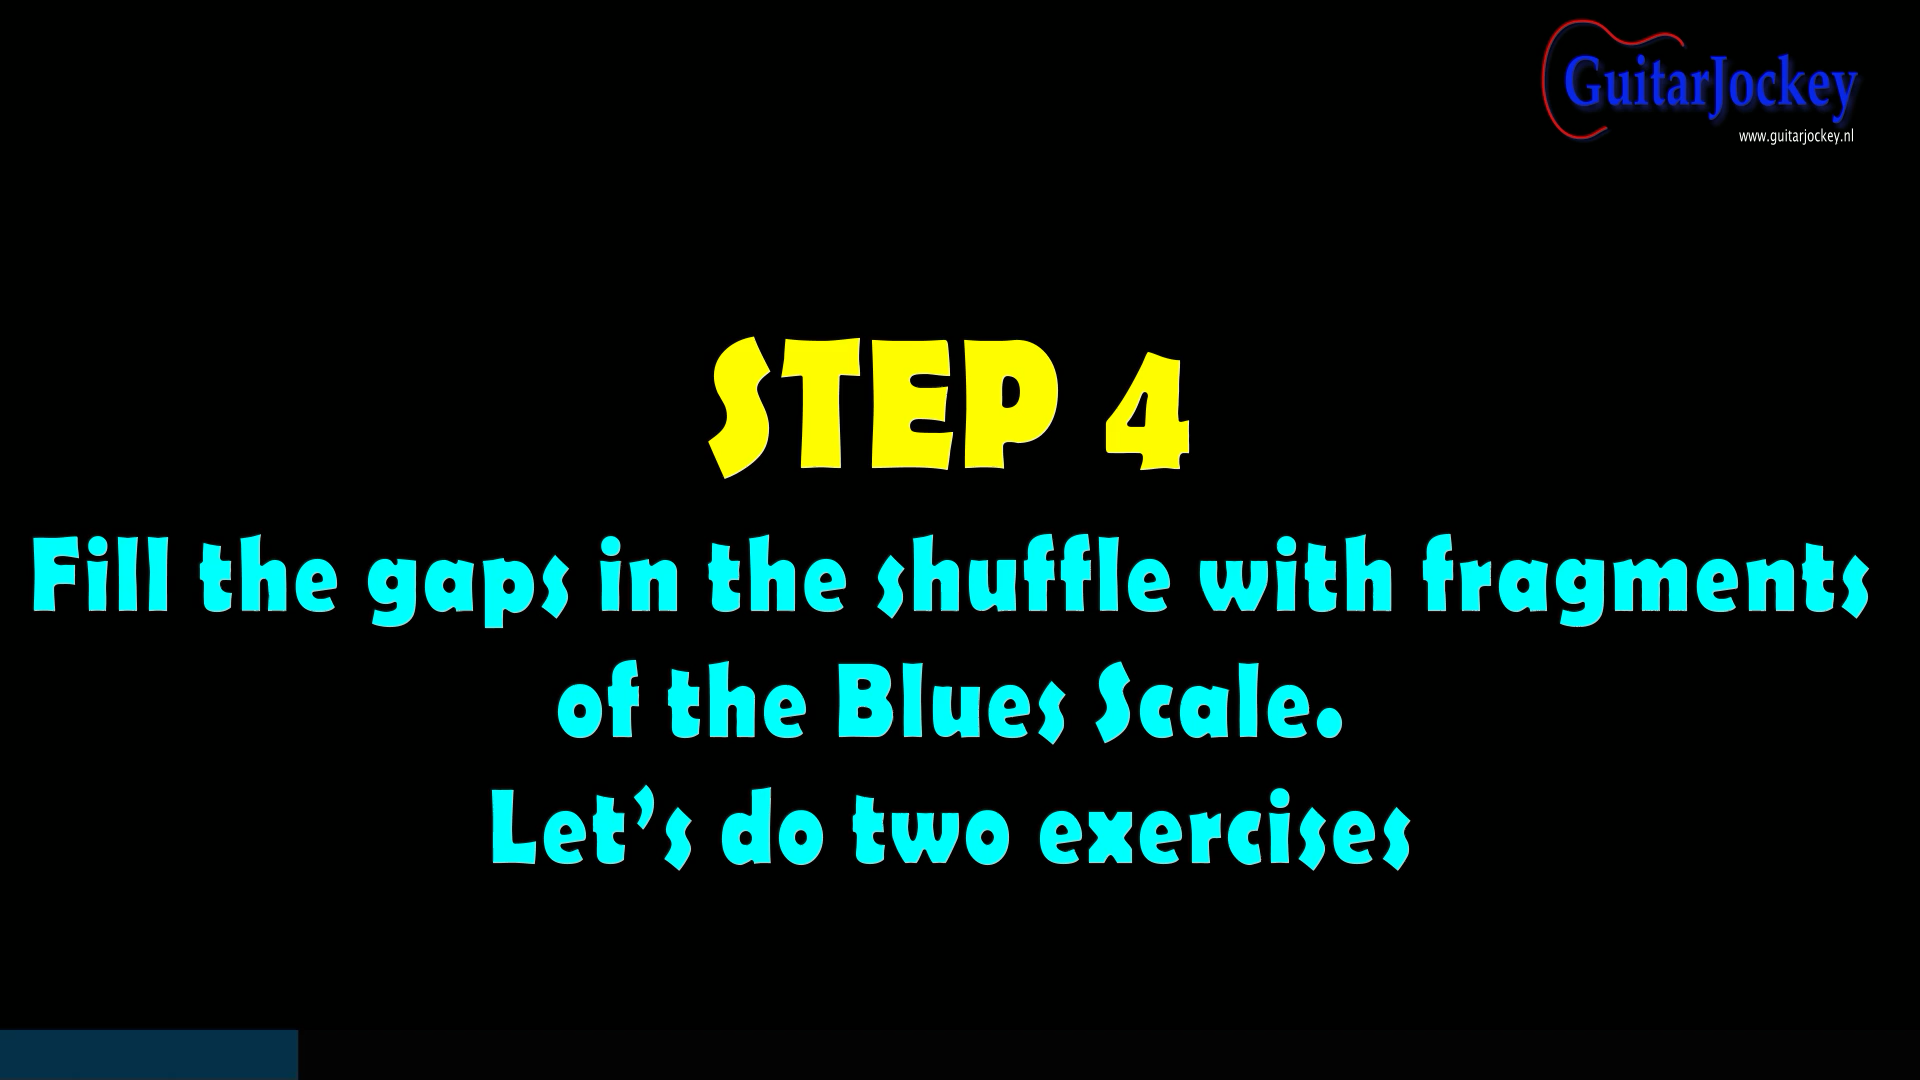 GuitarJockey
www.guitarjockey.nl
STEP 4
Fill the gaps in the shuffle with fragments
of the Blues Scale.
Let’s do two exercises